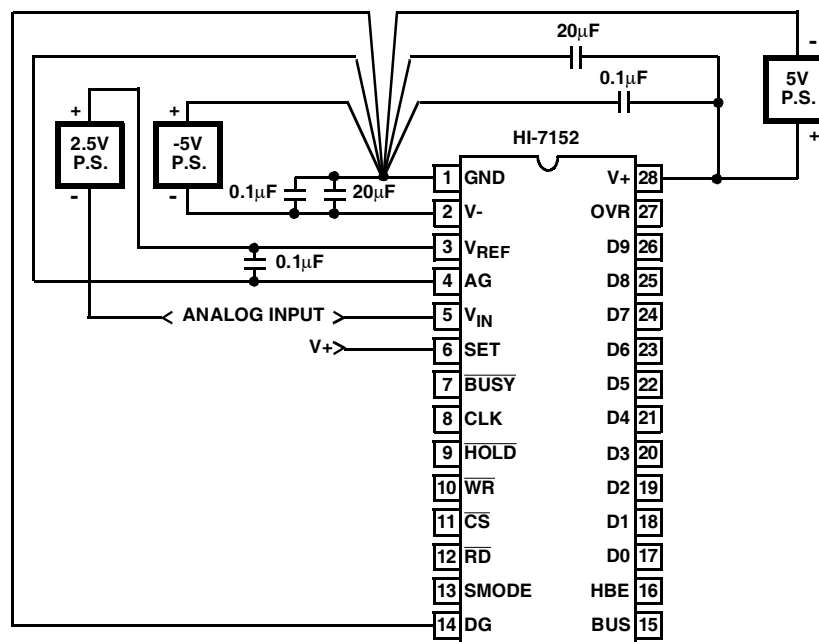 20μF
-
0.1μF
5V
P.S.
+
+
2.5V
P.S.
-
+
-5V
P.S.
-
HI-7152
0.1μF
20μF
0.1μF
< ANALOG INPUT >
V+>
1 GND
2 V-
3 VREF
4 AG
5 VIN
6 SET
7 BUSY
8 CLK
9 HOLD
10 WR
11 CS
12 RD
13 SMODE
14 DG
V+ 28
OVR 27
D9 26
D8 25
D7 24
D6 23
D5 22
D4 21
D3 20
D2 19
D1 18
D0 17
HBE 16
BUS 15